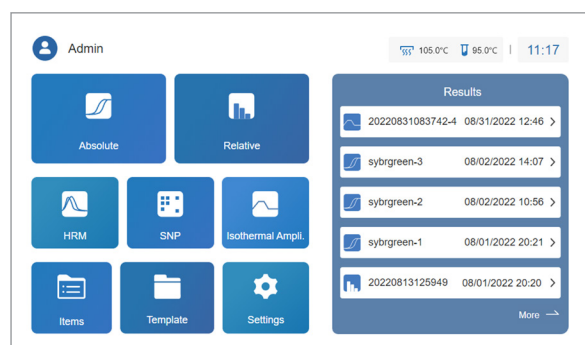 Admin
105.0°C 95.0°C | 11:17
Absolute
Relative
HRM
SNP
Isothermal Ampli.
Items
Template
Settings
Results
20220831083742-4 08/31/2022 12:46
sybrgreen-3 08/02/2022 14:07
sybrgreen-2 08/02/2022 10:56
sybrgreen-1 08/01/2022 20:21
20220813125949 08/01/2022 20:20
More